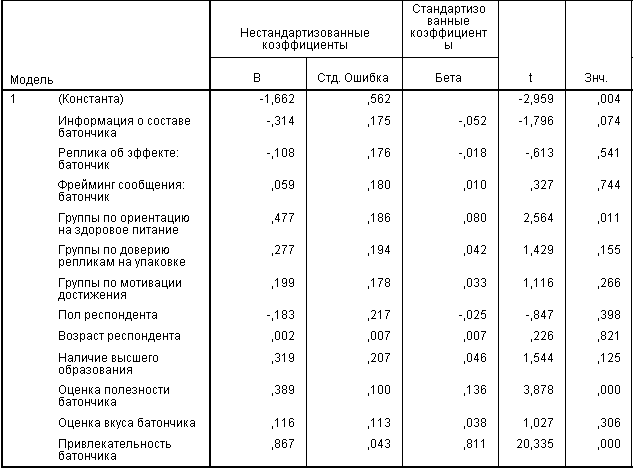 Нестандартизованные
коэффициенты
Стандартизо
ванные
коэффициент
ы
Модель B Стд. Ошибка Бета t Знч.
1 (Константа) -1,662 ,562 -2,959 ,004
Информация о составе
батончика -,314 ,175 -,052 -1,796 ,074
Реплика об эффекте:
батончик -,108 ,176 -,018 -,613 ,541
Фрейминг сообщения:
батончик ,059 ,180 ,010 ,327 ,744
Группы по ориентацию
на здоровое питание ,477 ,186 ,080 2,564 ,011
Группы по доверию
репликам на упаковке ,277 ,194 ,042 1,429 ,155
Группы по мотивации
достижения ,199 ,178 ,033 1,116 ,266
Пол респондента -,183 ,217 -,025 -,847 ,398
Возраст респондента ,002 ,007 ,007 ,226 ,821
Наличие высшего
образования ,319 ,207 ,046 1,544 ,125
Оценка полезности
батончика ,389 ,100 ,136 3,878 ,000
Оценка вкуса батончика ,116 ,113 ,038 1,027 ,306
Привлекательность
батончика ,867 ,043 ,811 20,335 ,000